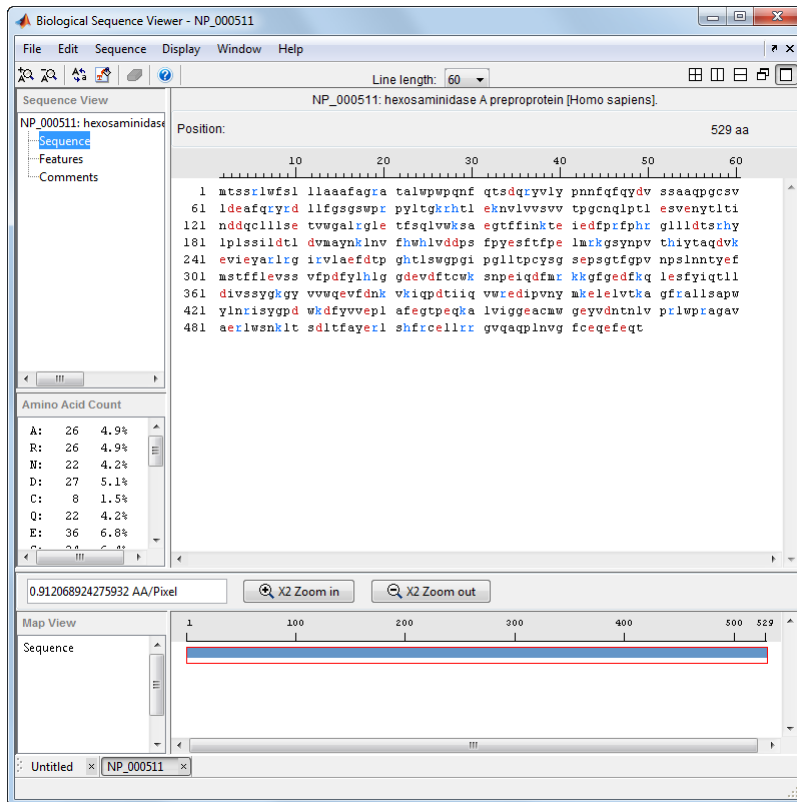 Biological Sequence Viewer - NP_000511
File Edit Sequence Display Window Help
Line length: 60
Sequence View
NP_000511: hexosaminidase
Sequence
Features
Comments
NP_000511: hexosaminidase A preproprotein [Homo sapiens].
Position: 529 aa
10 20 30 40 50 60
1 mtssrlwfsl llaaafagra talwpwpqnf qtsdqryvly pnnfqfqydv ssaaqpgcsv
61 ldeafqryrd llfgsgswpr pyltgkrhtl eknvlvvsvv tpgcnqlptl esvenytlti
121 nddqclllse tvwgalrgle tfsqlvwksa egtffinkte iedfprfphr gllldtsrhy
181 lplssildtl dvmaynklnv fhwhlvddps fpyesftfpe lmrkgsynpv thiytaqdvk
241 evieyarlrg irvlaefdtp ghtlswgpgi pglltpcysg sepsgtfgpv npslnntyef
301 mstfflevss vfpdfylhlg gdevdftcwk snpeiqdfmr kkgfgedfkq lesfyiqtll
361 divssygkgy vvwqevfdnk vkiqpdtiiq vwredipvny mkelelvtka gfrallsapw
421 ylnrisygpd wkdfyvvepl afegtpeqka lviggeacmw geyvdntnlv prlwpragav
481 aerlwsnklt sdltfayerl shfrcellrr gvqaqplnvg fceqefeqt
Amino Acid Count
A: 26 4.9%
R: 26 4.9%
N: 22 4.2%
D: 27 5.1%
C: 8 1.5%
Q: 22 4.2%
E: 36 6.8%
0.912068924275932 AA/Pixel
X2 Zoom in
X2 Zoom out
Map View
Sequence
1 100 200 300 400 500 529
Untitled NP_000511